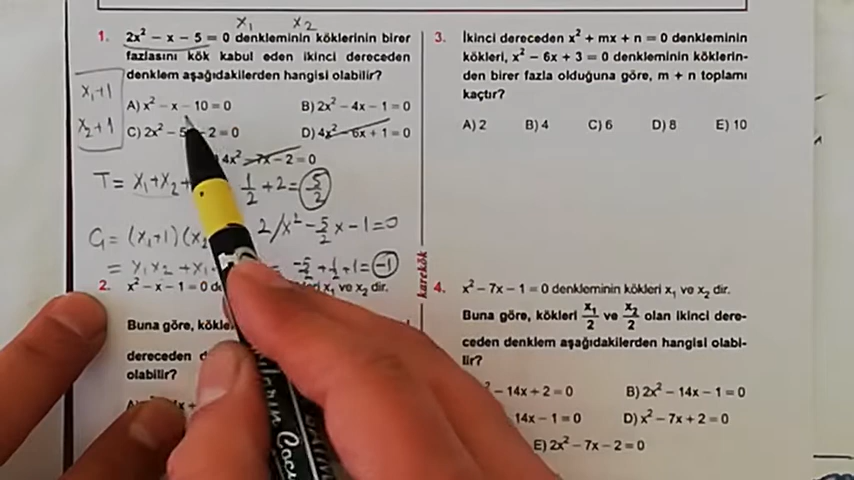 x₁ x₂
1. 2x² − x − 5 = 0 denkleminin köklerinin birer
fazlasını kök kabul eden ikinci dereceden
denklem aşağıdakilerden hangisi olabilir?
x₁+1
x₂+1
A) x² − x − 10 = 0 B) 2x² − 4x − 1 = 0
C) 2x² − 5 − 2 = 0 D) 4x² − 6x + 1 = 0
4x² − 7x − 2 = 0
T = x₁+x₂+ 1/2 + 2 = 5/2
Ç = (x₁+1) (x₂ 2/x² − 5/2x − 1 = 0
= x₁x₂ + x₁ = −5/2 + 1/2 + 1 = −1
2. x² − x − 1 = 0 x₁ ve x₂ dir.
Buna göre,
dereceden
olabilir?
3. İkinci dereceden x² + mx + n = 0 denkleminin
kökleri, x² − 6x + 3 = 0 denklemininköklerin-
den birer fazla olduğuna göre, m + n toplamı
kaçtır?
A) 2 B) 4 C) 6 D) 8 E) 10
karekök
4. x² − 7x − 1 = 0 denkleminin kökleri x₁ ve x₂ dir.
Buna göre, kökleri x₁/2 ve x₂/2 olan ikinci dere-
ceden denklem aşağıdakilerden hangisi olabi-
lir?
− 14x + 2 = 0 B) 2x² − 14x − 1 = 0
14x − 1 = 0 D) x² − 7x + 2 = 0
E) 2x² − 7x − 2 = 0